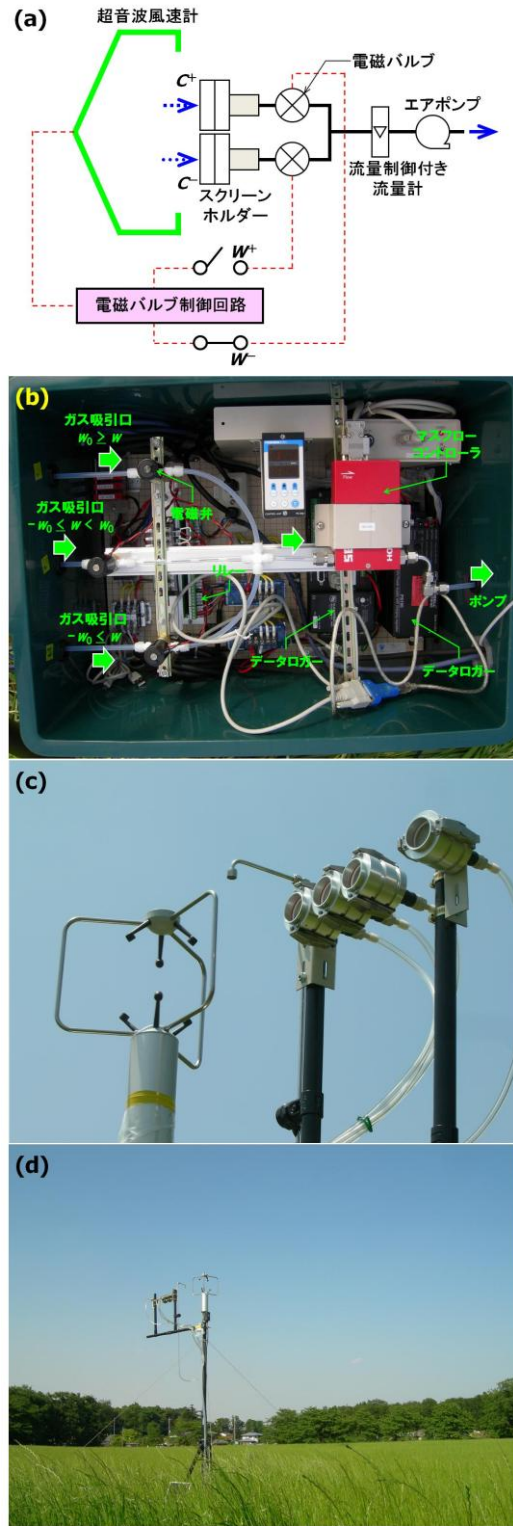 (a)
超音波風速計
C⁺
電磁バルブ
エアポンプ
C⁻
スクリーン
ホルダー
流量制御付き
流量計
W⁺
電磁バルブ制御回路
W⁻
(b)
ガス吸引口
w₀ ≥ w
マスフロー
コントローラ
電磁弁
ガス吸引口
−w₀ ≤ w < w₀
リレー
ポンプ
ガス吸引口
−w₀ ≤ w
データロガー
データロガー
(c)
(d)